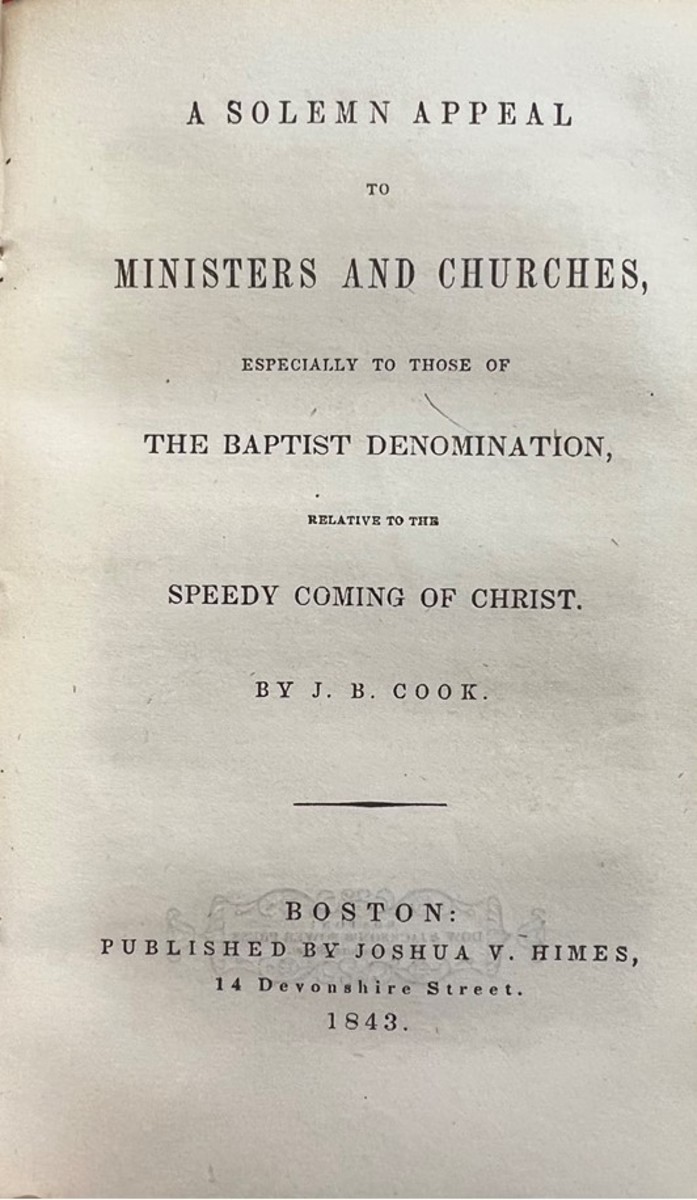 A SOLEMN APPEAL
TO
MINISTERS AND CHURCHES,
ESPECIALLY TO THOSE OF
THE BAPTIST DENOMINATION,
RELATIVE TO THE
SPEEDY COMING OF CHRIST.
BY J. B. COOK.
BOSTON:
PUBLISHED BY JOSHUA V. HIMES,
14 Devonshire Street.
1843.